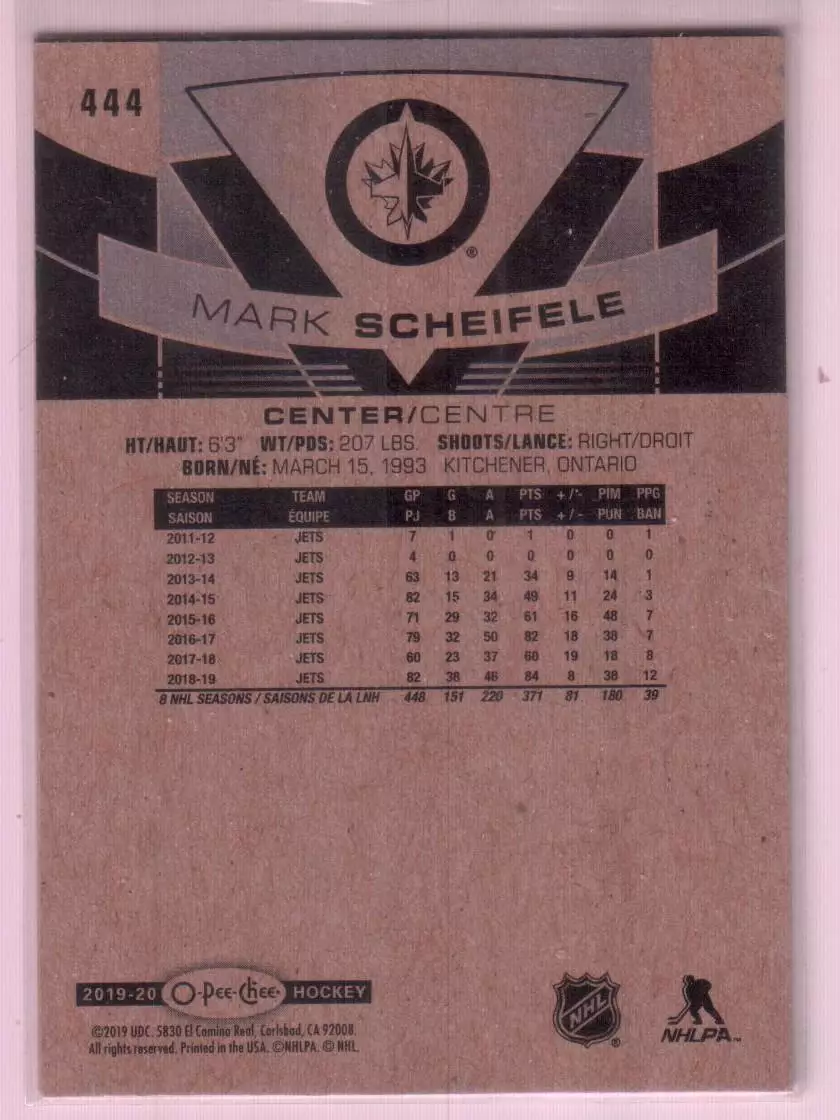 444
®
MARK SCHEIFELE
CENTER/CENTRE
HT/HAUT: 6'3" WT/PDS: 207 LBS. SHOOTS/LANCE: RIGHT/DROIT
BORN/NÉ: MARCH 15, 1993 KITCHENER, ONTARIO
SEASON TEAM GP G A PTS +/- PIM PPG
SAISON ÉQUIPE PJ B A PTS +/- PUN BAN
2011-12 JETS 7 1 0 1 0 0 1
2012-13 JETS 4 0 0 0 0 0 0
2013-14 JETS 63 13 21 34 9 14 1
2014-15 JETS 82 15 34 49 11 24 3
2015-16 JETS 71 29 32 61 16 48 7
2016-17 JETS 79 32 50 82 18 38 7
2017-18 JETS 60 23 37 60 19 18 8
2018-19 JETS 82 38 46 84 8 38 12
8 NHL SEASONS / SAISONS DE LA LNH 448 151 220 371 81 180 39
2019-20 O-Pee-Chee HOCKEY
©2019 UDC. 5830 El Camino Real, Carlsbad, CA 92008.
All rights reserved. Printed in the USA. ©NHLPA. © NHL.
NHL ®
NHLPA™